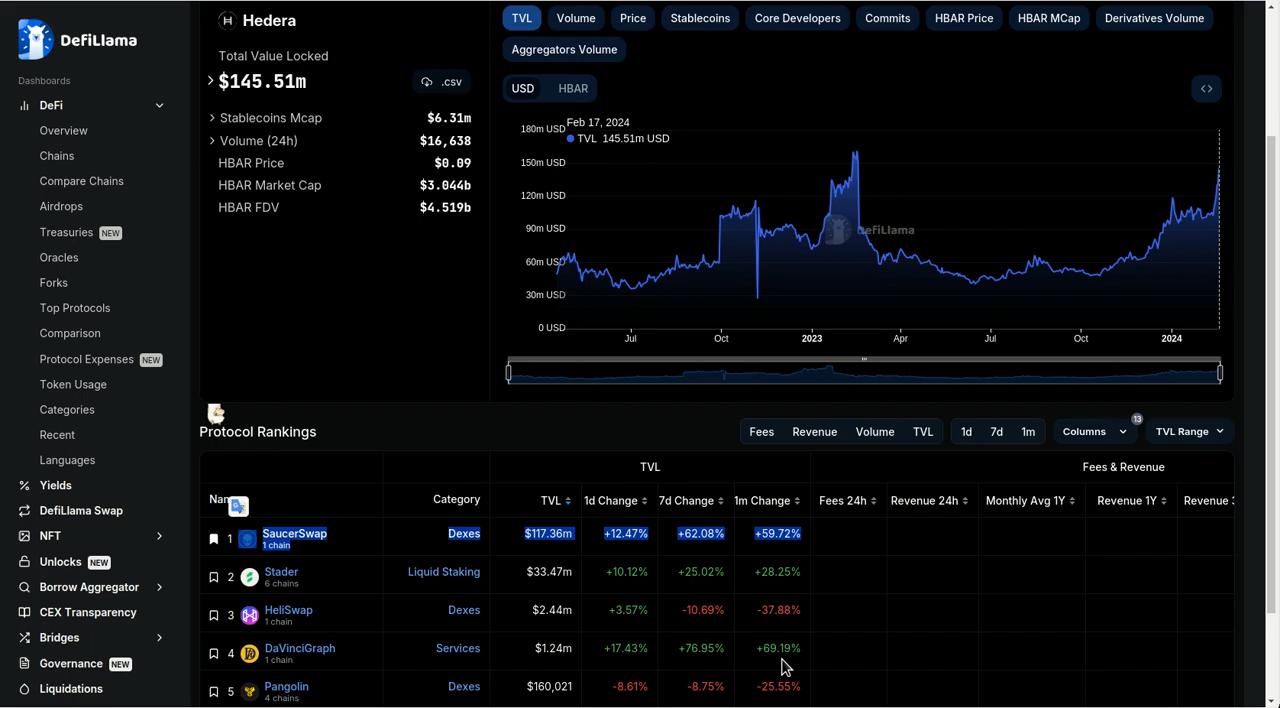 DefiLlama
Dashboards
DeFi
Overview
Chains
Compare Chains
Airdrops
Treasuries NEW
Oracles
Forks
Top Protocols
Comparison
Protocol Expenses NEW
Token Usage
Categories
Recent
Languages
Yields
DefiLlama Swap
NFT
Unlocks NEW
Borrow Aggregator
CEX Transparency
Bridges
Governance NEW
Liquidations
Hedera
Total Value Locked
$145.51m
.csv
Stablecoins Mcap $6.31m
Volume (24h) $16,638
HBAR Price $0.09
HBAR Market Cap $3.044b
HBAR FDV $4.519b
TVL Volume Price Stablecoins Core Developers Commits HBAR Price HBAR MCap Derivatives Volume
Aggregators Volume
USD HBAR
Feb 17, 2024
TVL 145.51m USD
180m USD
150m USD
120m USD
90m USD
60m USD
30m USD
0 USD
DefiLlama
Jul Oct 2023 Apr Jul Oct 2024
Protocol Rankings
Fees Revenue Volume TVL 1d 7d 1m Columns 13 TVL Range
TVL Fees & Revenue
Category TVL 1d Change 7d Change 1m Change Fees 24h Revenue 24h Monthly Avg 1Y Revenue 1Y Revenue
1 SaucerSwap Dexes $117.36m +12.47% +62.08% +59.72%
1 chain
2 Stader Liquid Staking $33.47m +10.12% +25.02% +28.25%
6 chains
3 HeliSwap Dexes $2.44m +3.57% -10.69% -37.88%
1 chain
4 DaVinciGraph Services $1.24m +17.43% +76.95% +69.19%
1 chain
5 Pangolin Dexes $160,021 -8.61% -8.75% -25.55%
4 chains